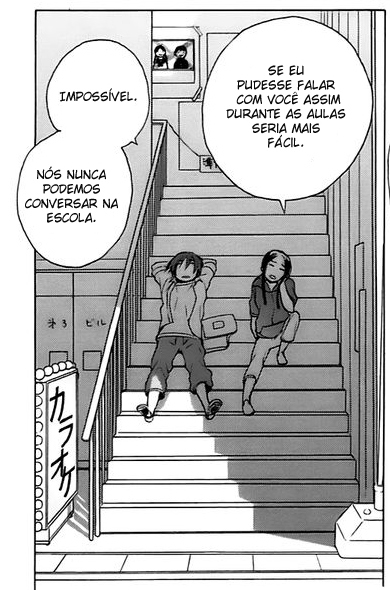 SE EU
PUDESSE FALAR
COM VOCÊ ASSIM
DURANTE AS AULAS
SERIA MAIS
FÁCIL.
IMPOSSÍVEL.
NÓS NUNCA
PODEMOS
CONVERSAR NA
ESCOLA.
ビル
カラオケ